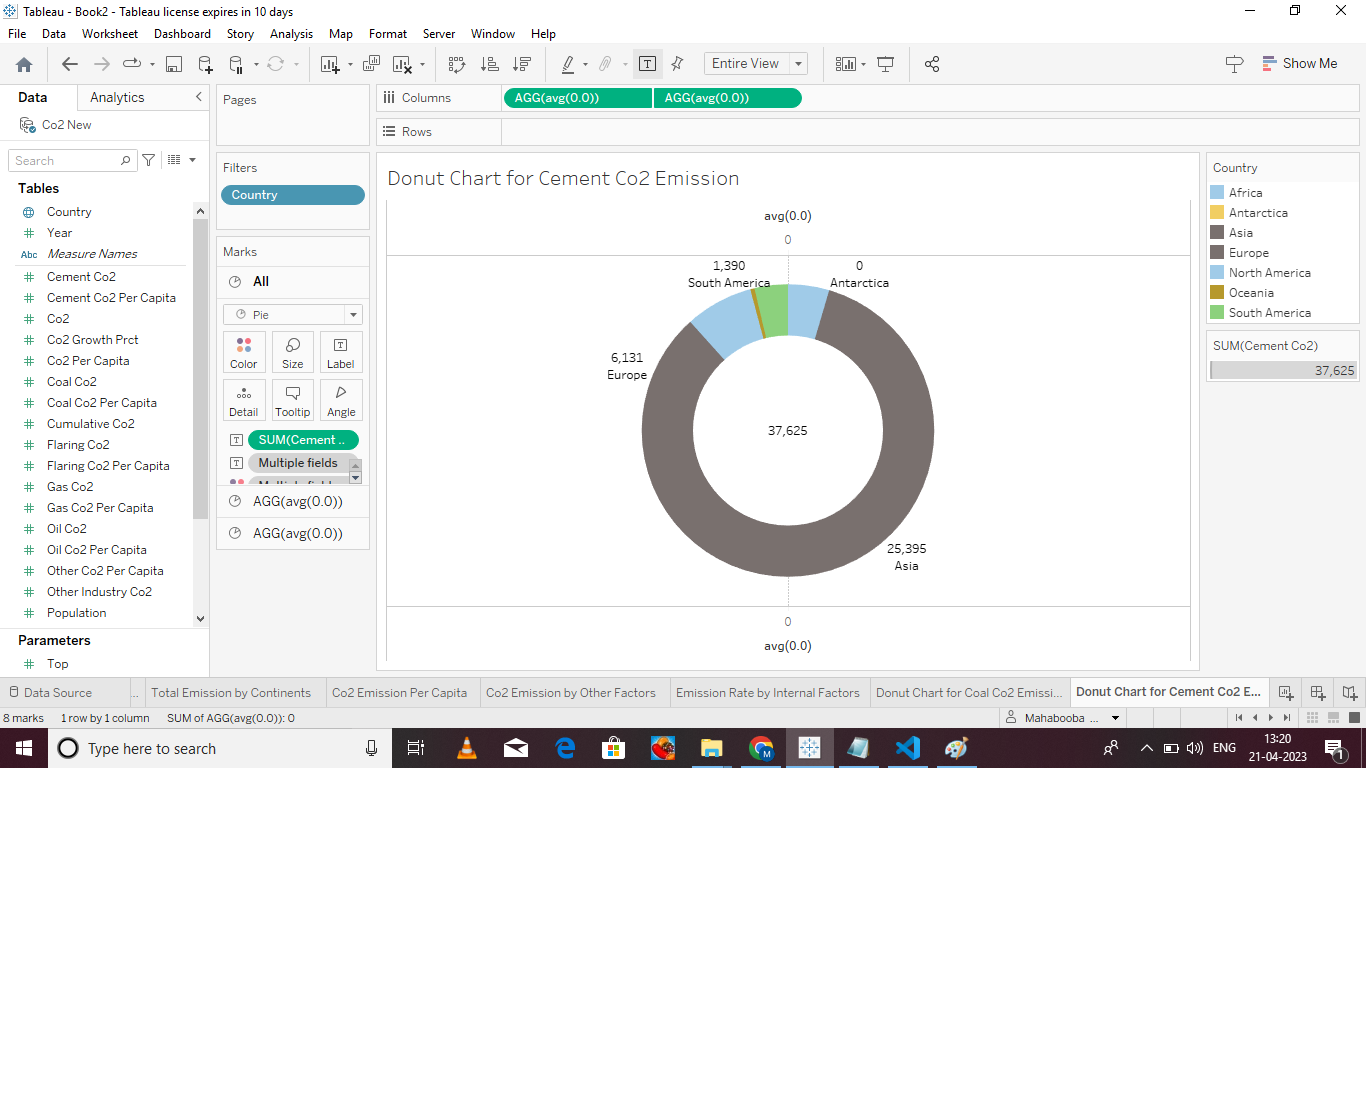 Tableau - Book2 - Tableau license expires in 10 days
File Data Worksheet Dashboard Story Analysis Map Format Server Window Help
Entire View
Show Me
Data Analytics
Co2 New
Search
Tables
Country
Year
Abc Measure Names
Cement Co2
Cement Co2 Per Capita
Co2
Co2 Growth Prct
Co2 Per Capita
Coal Co2
Coal Co2 Per Capita
Cumulative Co2
Flaring Co2
Flaring Co2 Per Capita
Gas Co2
Gas Co2 Per Capita
Oil Co2
Oil Co2 Per Capita
Other Co2 Per Capita
Other Industry Co2
Population
Parameters
Top
Pages
Filters
Country
Marks
All
Pie
Color Size Label
Detail Tooltip Angle
SUM(Cement ..
Multiple fields
AGG(avg(0.0))
AGG(avg(0.0))
Columns AGG(avg(0.0)) AGG(avg(0.0))
Rows
Donut Chart for Cement Co2 Emission
avg(0.0)
0
1,390
South America
0
Antarctica
6,131
Europe
37,625
25,395
Asia
0
avg(0.0)
Country
Africa
Antarctica
Asia
Europe
North America
Oceania
South America
SUM(Cement Co2)
37,625
Data Source ... Total Emission by Continents Co2 Emission Per Capita Co2 Emission by Other Factors Emission Rate by Internal Factors Donut Chart for Coal Co2 Emissi... Donut Chart for Cement Co2 E...
8 marks 1 row by 1 column SUM of AGG(avg(0.0)): 0 Mahabooba ...
Type here to search
M
ENG
13:20
21-04-2023
1